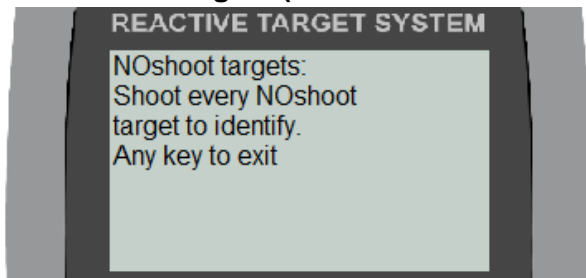 REACTIVE TARGET SYSTEM
NOshoot targets:
Shoot every NOshoot
target to identify.
Any key to exit